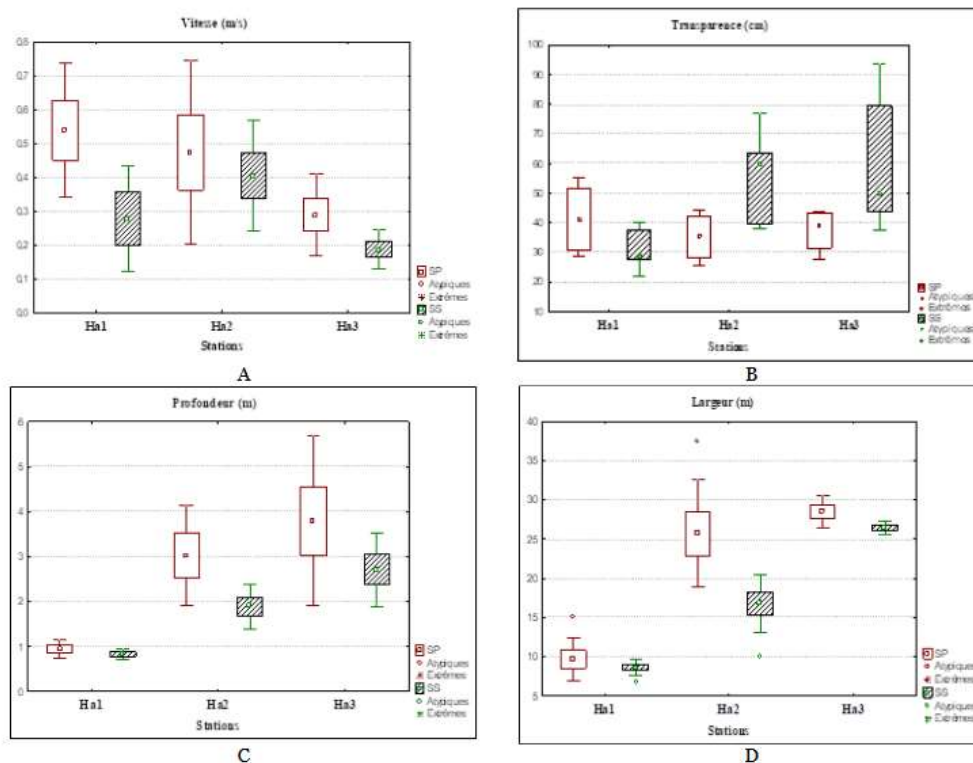 Vitesse (m/s)
0,8
0,7
0,6
0,5
0,4
0,3
0,2
0,1
0,0
Ha1 Ha2 Ha3
Stations
SP
Atypiques
Extrêmes
SS
Atypiques
Extrêmes
A
Transparence (cm)
100
90
80
70
60
50
40
30
20
10
Ha1 Ha2 Ha3
Stations
SP
Atypiques
Extrêmes
SS
Atypiques
Extrêmes
B
Profondeur (m)
6
5
4
3
2
1
0
Ha1 Ha2 Ha3
Stations
SP
Atypiques
Extrêmes
SS
Atypiques
Extrêmes
C
Largeur (m)
40
35
30
25
20
15
10
5
Ha1 Ha2 Ha3
Stations
SP
Atypiques
Extrêmes
SS
Atypiques
Extrêmes
D